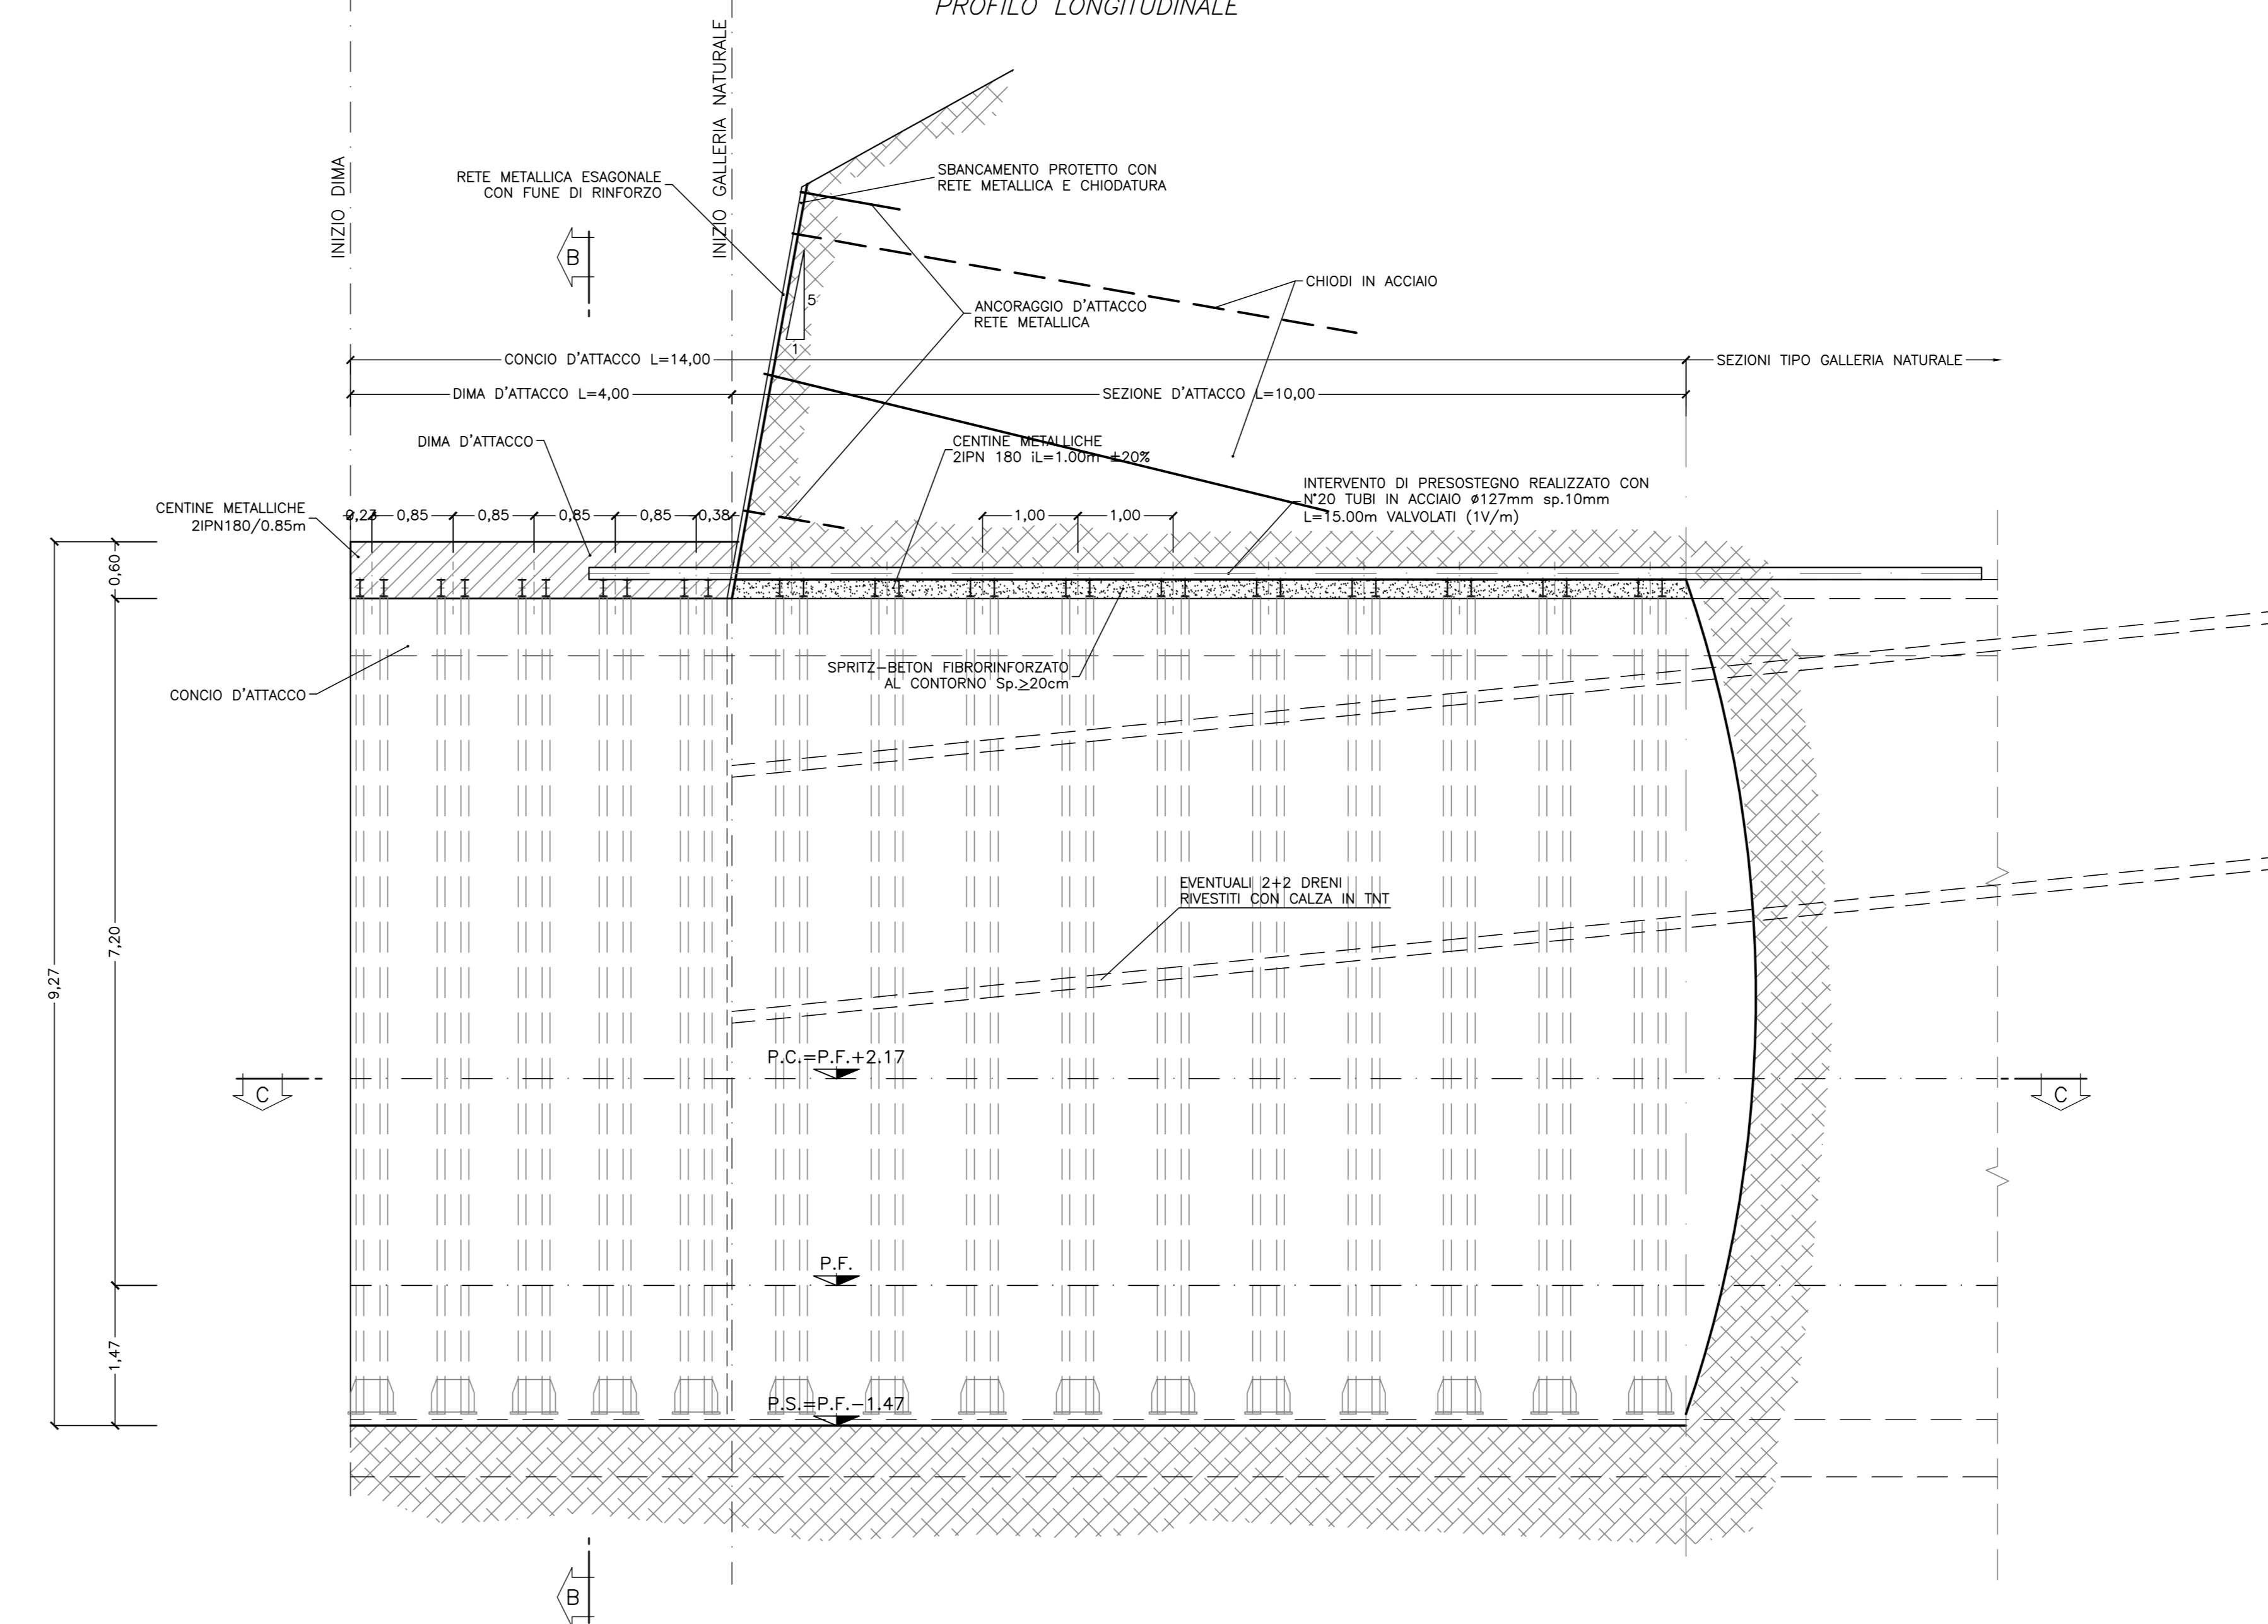 PROFILO LONGITUDINALE
INIZIO DIMA
INIZIO GALLERIA NATURALE
RETE METALLICA ESAGONALE
CON FUNE DI RINFORZO
SBANCAMENTO PROTETTO CON
RETE METALLICA E CHIODATURA
B
5
1
ANCORAGGIO D'ATTACCO
RETE METALLICA
CHIODI IN ACCIAIO
CONCIO D'ATTACCO L=14,00
SEZIONI TIPO GALLERIA NATURALE
DIMA D'ATTACCO L=4,00
SEZIONE D'ATTACCO L=10,00
DIMA D'ATTACCO
CENTINE METALLICHE
2IPN 180 iL=1.00m ±20%
INTERVENTO DI PRESOSTEGNO REALIZZATO CON
N°20 TUBI IN ACCIAIO ø127mm sp.10mm
L=15.00m VALVOLATI (1V/m)
CENTINE METALLICHE
2IPN180/0.85m
0,23 0,85 0,85 0,85 0,85 0,38
1,00 1,00
0,60
7,20
9,27
1,47
SPRITZ-BETON FIBRORINFORZATO
AL CONTORNO Sp.≥20cm
CONCIO D'ATTACCO
EVENTUALI 2+2 DRENI
RIVESTITI CON CALZA IN TNT
P.C.=P.F.+2.17
C
C
P.F.
P.S.=P.F.-1.47
B